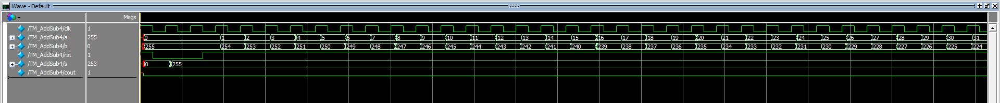 Wave - Default
Msgs
/TM_AddSub4/clk 1
/TM_AddSub4/a 255 0 1 2 3 4 5 6 7 8 9 10 11 12 13 14 15 16 17 18 19 20 21 22 23 24 25 26 27 28 29 30 31
/TM_AddSub4/b 0 255 254 253 252 251 250 249 248 247 246 245 244 243 242 241 240 239 238 237 236 235 234 233 232 231 230 229 228 227 226 225 224
/TM_AddSub4/rst 1
/TM_AddSub4/s 253 0 255
/TM_AddSub4/cout 1